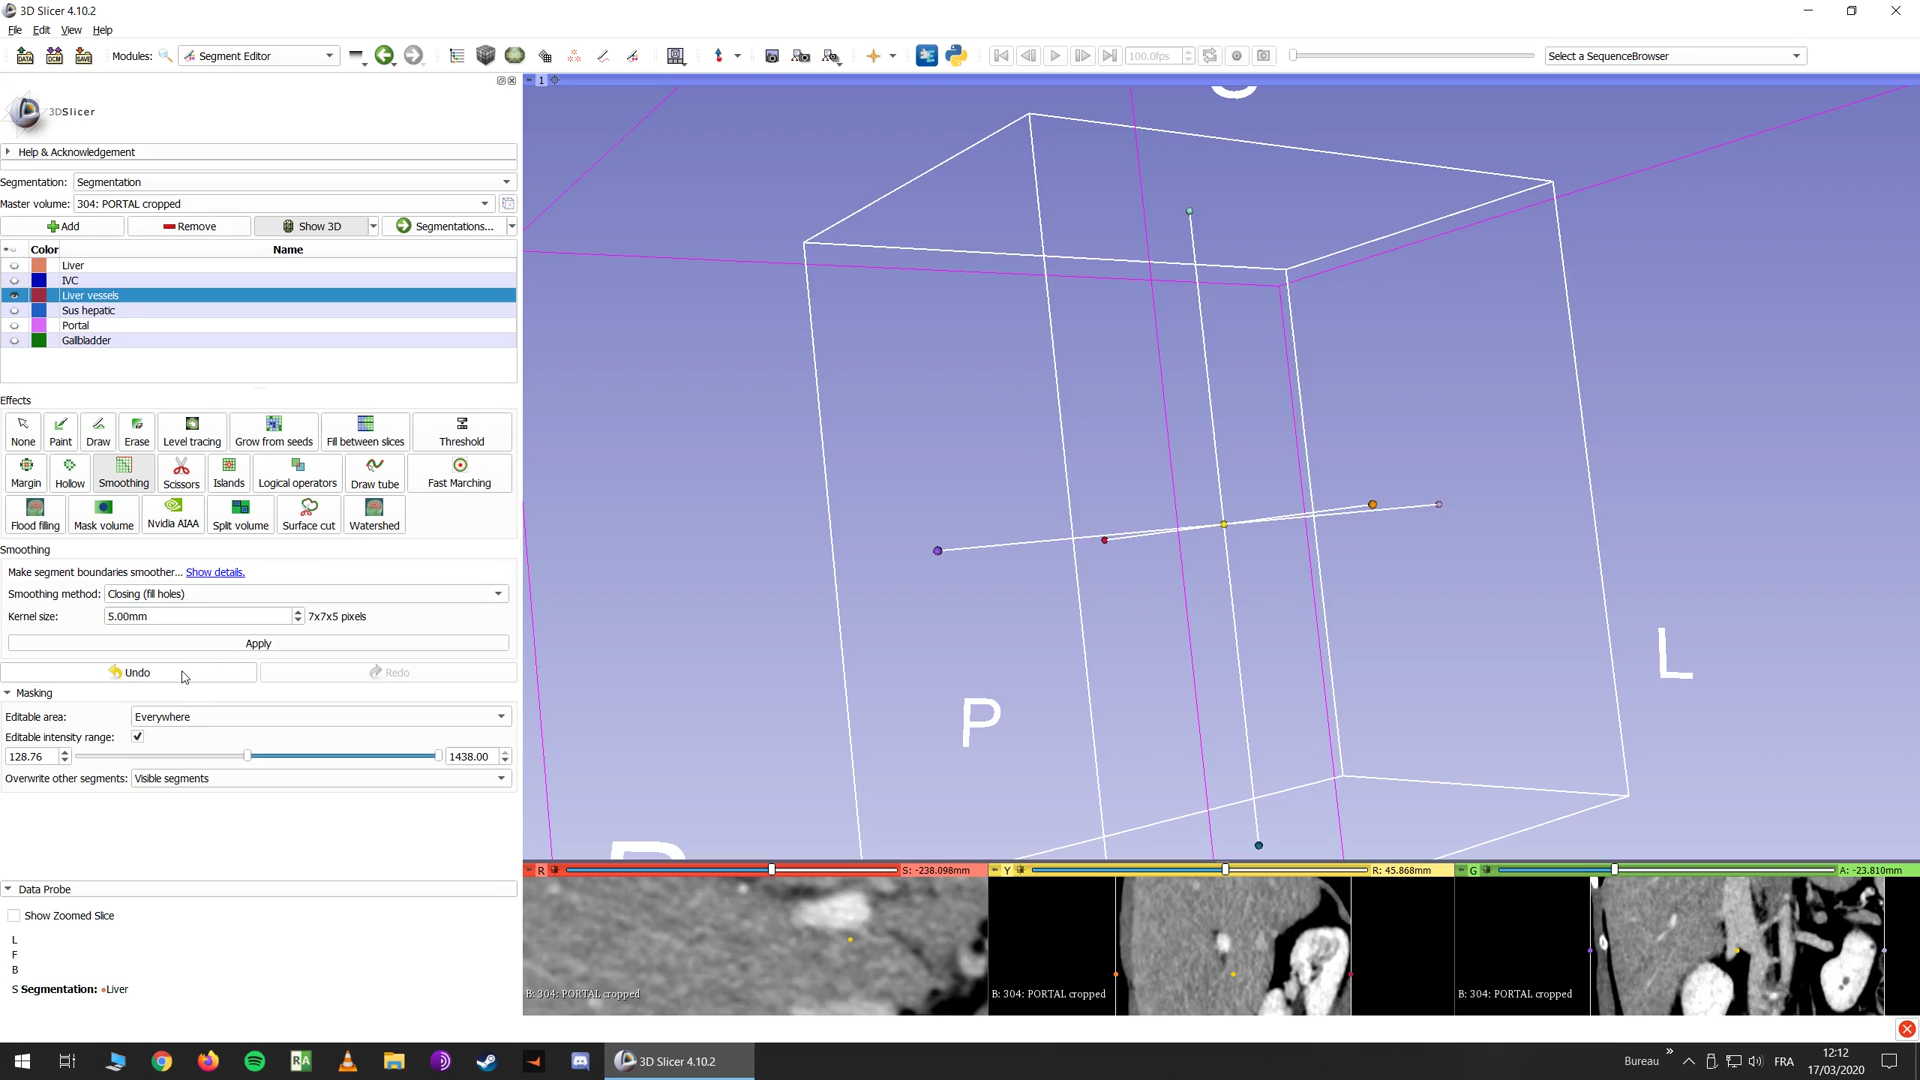 3D Slicer 4.10.2
File Edit View Help
DATA DCM SAVE Modules: Segment Editor 100.0fps Select a SequenceBrowser
1
3DSlicer
Help & Acknowledgement
Segmentation: Segmentation
Master volume: 304: PORTAL cropped
Add Remove Show 3D Segmentations...
Color Name
Liver
IVC
Liver vessels
Sus hepatic
Portal
Gallbladder
Effects
None Paint Draw Erase Level tracing Grow from seeds Fill between slices Threshold
Margin Hollow Smoothing Scissors Islands Logical operators Draw tube Fast Marching
Flood filling Mask volume Nvidia AIAA Split volume Surface cut Watershed
Smoothing
Make segment boundaries smoother... Show details.
Smoothing method: Closing (fill holes)
Kernel size: 5.00mm 7x7x5 pixels
Apply
Undo Redo
Masking
Editable area: Everywhere
Editable intensity range:
128.76 1438.00
Overwrite other segments: Visible segments
L
P
R S: -238.098mm Y R: 45.868mm G A: -23.810mm
Data Probe
Show Zoomed Slice
L
F
B
S Segmentation: •Liver
B: 304: PORTAL cropped B: 304: PORTAL cropped B: 304: PORTAL cropped
RA 3D Slicer 4.10.2 Bureau » FRA 12:12
17/03/2020